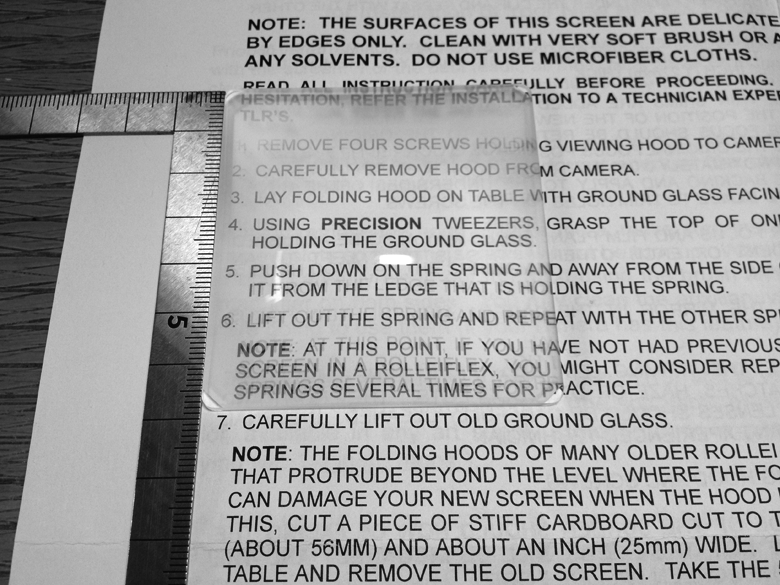 NOTE: THE SURFACES OF THIS SCREEN ARE DELICATE
BY EDGES ONLY. CLEAN WITH VERY SOFT BRUSH OR A
ANY SOLVENTS. DO NOT USE MICROFIBER CLOTHS.
READ ALL INSTRUCTION CAREFULLY BEFORE PROCEEDING.
HESITATION, REFER THE INSTALLATION TO A TECHNICIAN EXPE
TLR'S.
1. REMOVE FOUR SCREWS HOLDING VIEWING HOOD TO CAMER
2. CAREFULLY REMOVE HOOD FROM CAMERA.
3. LAY FOLDING HOOD ON TABLE WITH GROUND GLASS FACIN
4. USING PRECISION TWEEZERS, GRASP THE TOP OF ON
HOLDING THE GROUND GLASS.
5. PUSH DOWN ON THE SPRING AND AWAY FROM THE SIDE
IT FROM THE LEDGE THAT IS HOLDING THE SPRING.
6. LIFT OUT THE SPRING AND REPEAT WITH THE OTHER SP
NOTE: AT THIS POINT, IF YOU HAVE NOT HAD PREVIOUS
SCREEN IN A ROLLEIFLEX, YOU MIGHT CONSIDER REP
SPRINGS SEVERAL TIMES FOR PRACTICE.
7. CAREFULLY LIFT OUT OLD GROUND GLASS.
NOTE: THE FOLDING HOODS OF MANY OLDER ROLLEI
THAT PROTRUDE BEYOND THE LEVEL WHERE THE FO
CAN DAMAGE YOUR NEW SCREEN WHEN THE HOOD
THIS, CUT A PIECE OF STIFF CARDBOARD CUT TO T
(ABOUT 56MM) AND ABOUT AN INCH (25mm) WIDE. L
TABLE AND REMOVE THE OLD SCREEN. TAKE THE
5